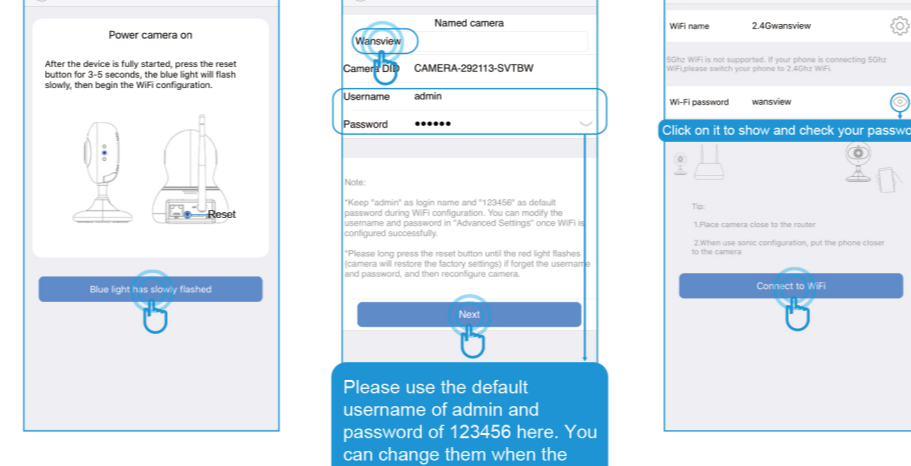 Power camera on
After the device is fully started, press the reset
button for 3-5 seconds, the blue light will flash
slowly, then begin the WiFi configuration.
Reset
Blue light has slowly flashed
Named camera
Wansview
Camera DID CAMERA-292113-SVTBW
Username admin
Password ●●●●●●
Note:
*Keep "admin" as login name and "123456" as default
password during WiFi configuration. You can modify the
username and password in "Advanced Settings" once WiFi is
configured successfully.
*Please long press the reset button until the red light flashes
(camera will restore the factory settings) if forget the username
and password, and then reconfigure camera.
Next
Please use the default
username of admin and
password of 123456 here. You
can change them when the
WiFi name 2.4Gwansview
5Ghz WiFi is not supported. If your phone is connecting 5Ghz
WiFi,please switch your phone to 2.4Ghz WiFi.
Wi-Fi password wansview
Click on it to show and check your passwo
Tip:
1.Place camera close to the router
2.When use sonic configuration, put the phone closer
to the camera
Connect to WiFi